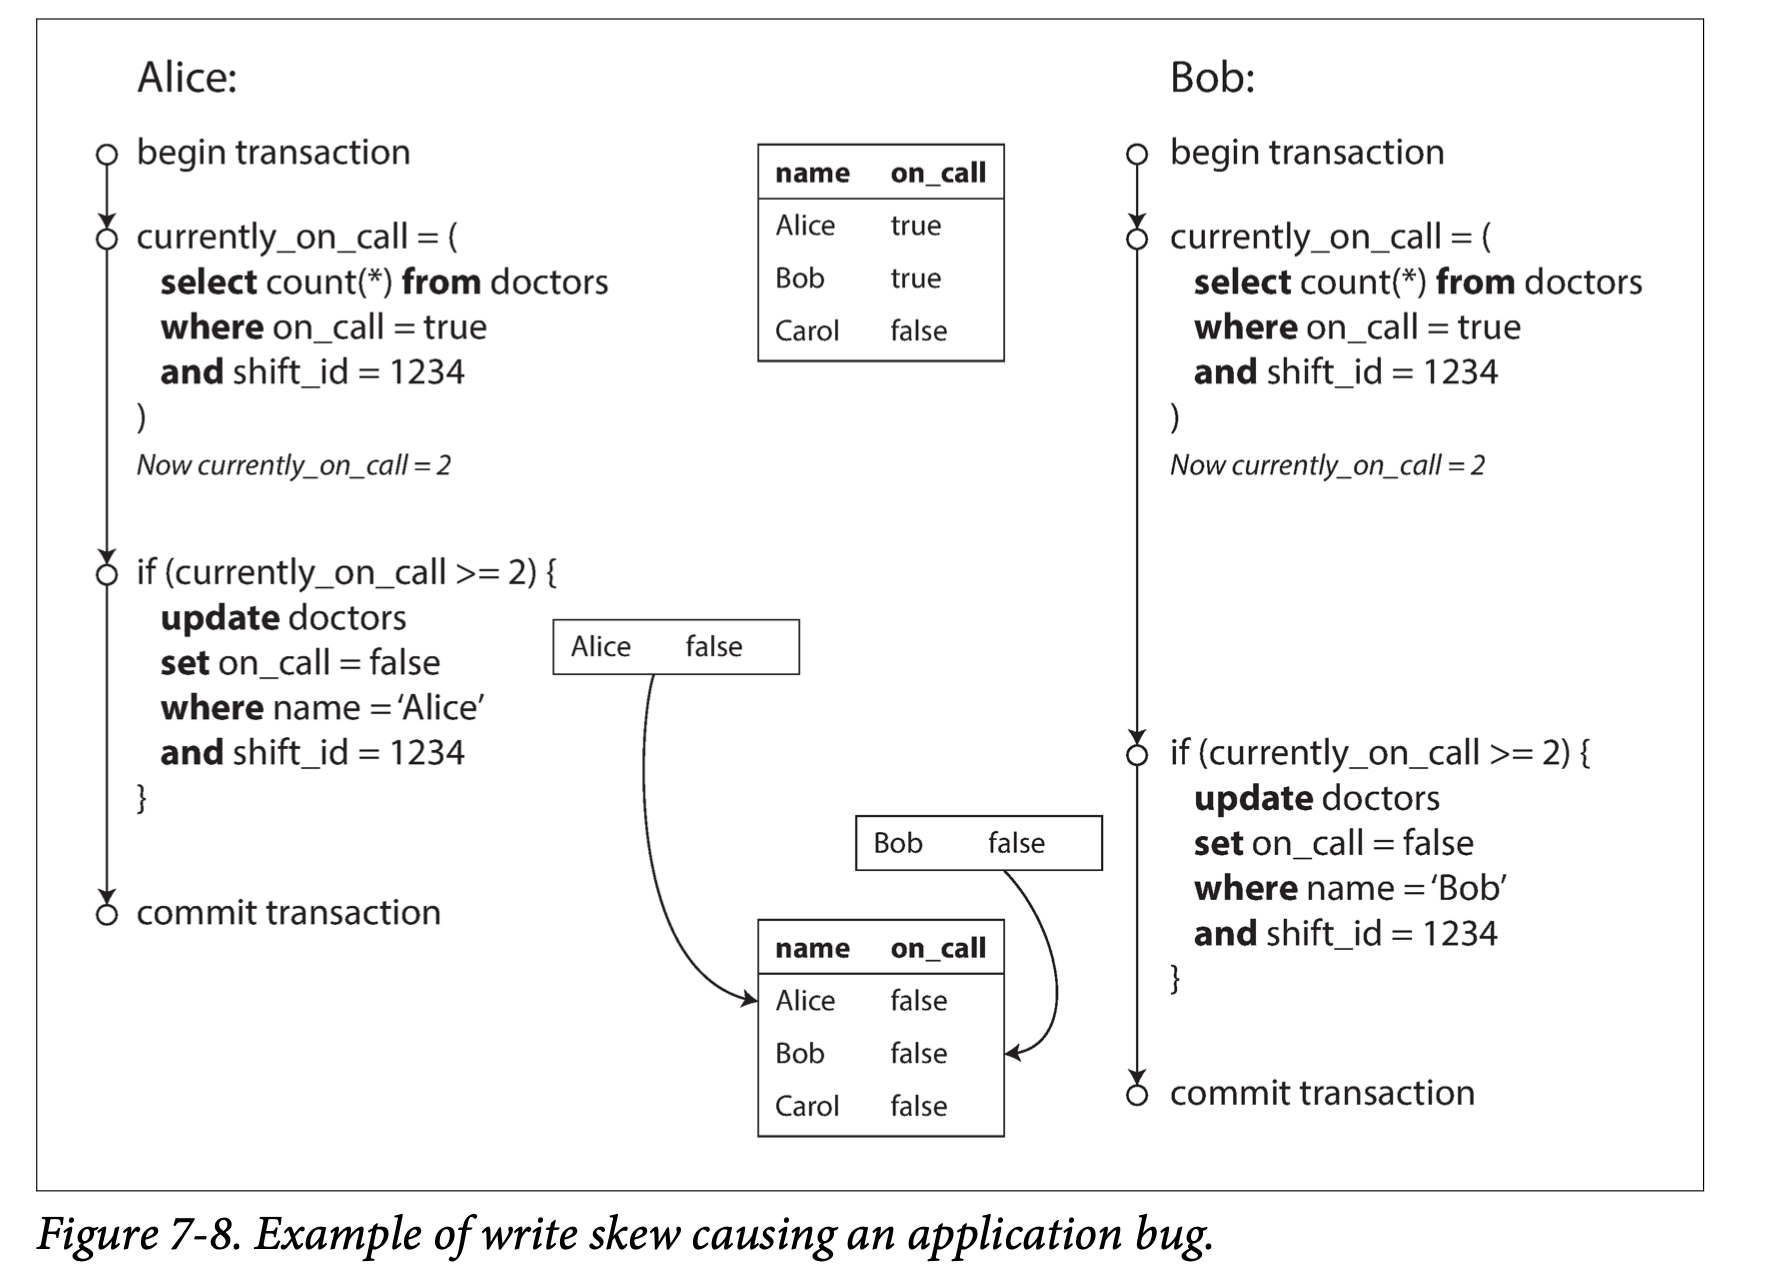 Alice:
begin transaction
currently_on_call = (
select count(*) from doctors
where on_call = true
and shift_id = 1234
)
Now currently_on_call = 2
if (currently_on_call >= 2) {
update doctors
set on_call = false
where name = ‘Alice’
and shift_id = 1234
}
commit transaction
name on_call
Alice true
Bob true
Carol false
Alice false
Bob false
name on_call
Alice false
Bob false
Carol false
Bob:
begin transaction
currently_on_call = (
select count(*) from doctors
where on_call = true
and shift_id = 1234
)
Now currently_on_call = 2
if (currently_on_call >= 2) {
update doctors
set on_call = false
where name = ‘Bob’
and shift_id = 1234
}
commit transaction
Figure 7-8. Example of write skew causing an application bug.